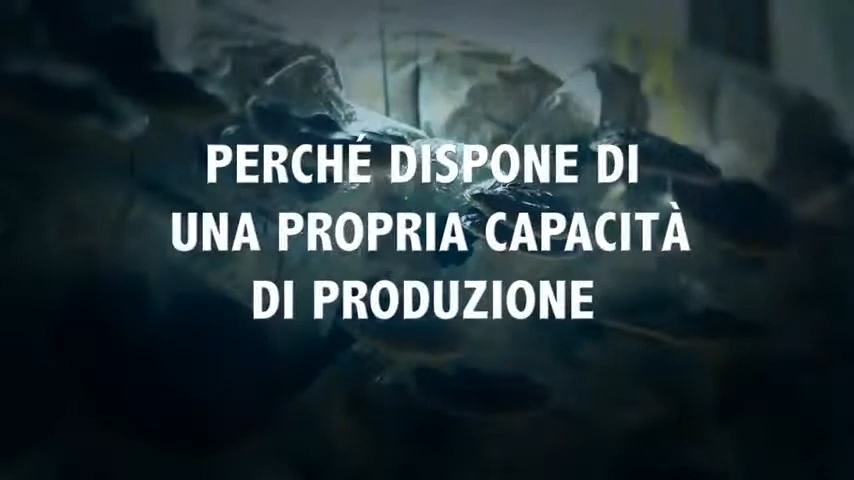 PERCHÉ DISPONE DI
UNA PROPRIA CAPACITÀ
DI PRODUZIONE